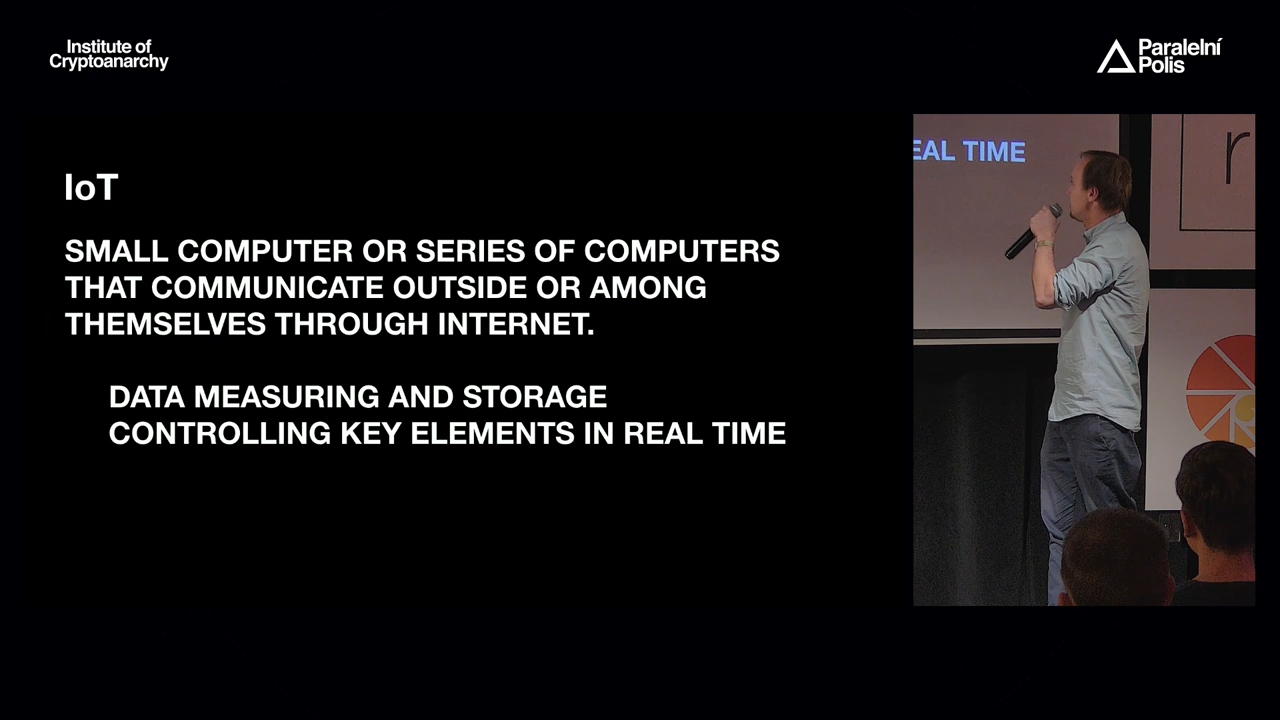 Institute of
Cryptoanarchy
Paralelní
Polis
IoT
SMALL COMPUTER OR SERIES OF COMPUTERS
THAT COMMUNICATE OUTSIDE OR AMONG
THEMSELVES THROUGH INTERNET.
DATA MEASURING AND STORAGE
CONTROLLING KEY ELEMENTS IN REAL TIME
EAL TIME
r